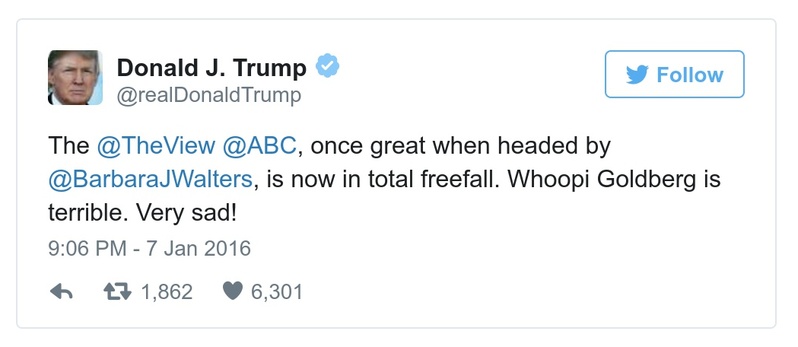 Donald J. Trump
@realDonaldTrump
Follow
The @TheView @ABC, once great when headed by
@BarbaraJWalters, is now in total freefall. Whoopi Goldberg is
terrible. Very sad!
9:06 PM - 7 Jan 2016
1,862 6,301